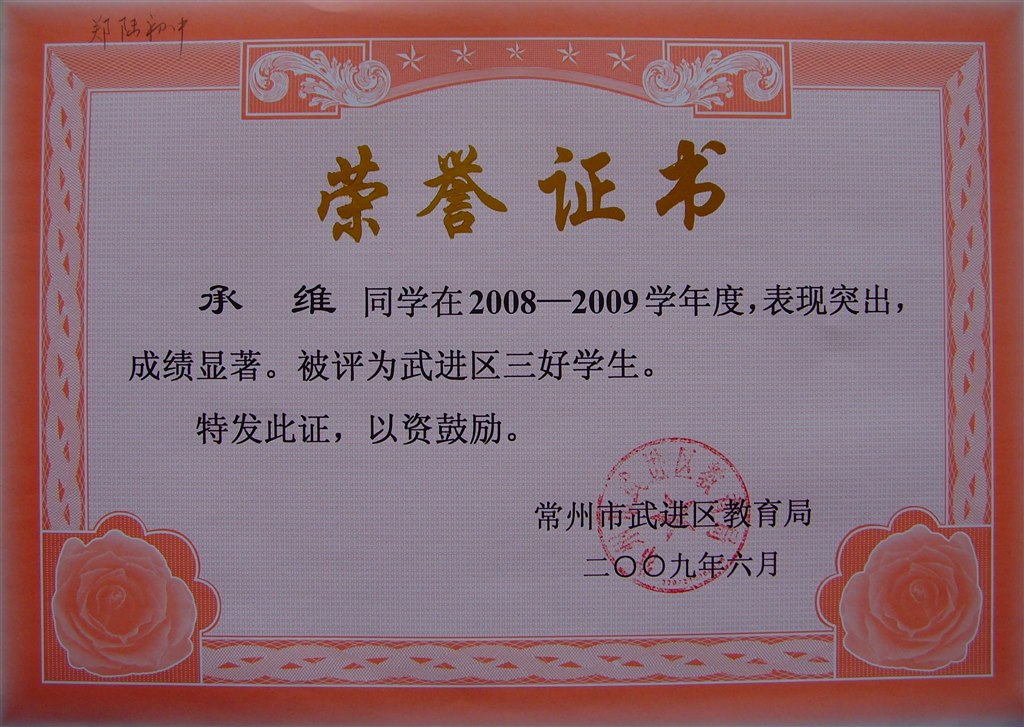 郑陆初中
荣誉证书
承 维 同学在2008—2009学年度，表现突出，
成绩显著。被评为武进区三好学生。
特发此证，以资鼓励。
常州市武进区教育局
二〇〇九年六月